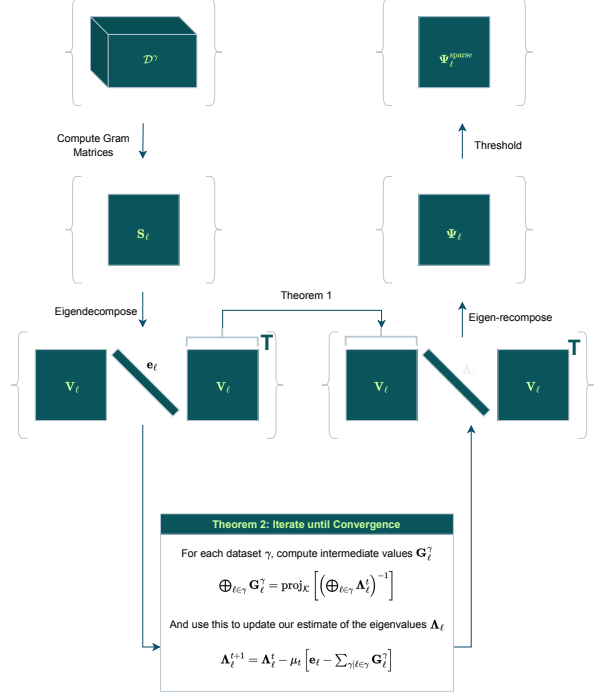 𝒟^γ
Ψ_ℓ^sparse
Compute Gram
Matrices
Threshold
S_ℓ
Ψ_ℓ
Eigendecompose
Theorem 1
Eigen-recompose
V_ℓ
e_ℓ
V_ℓ
T
V_ℓ
Λ_ℓ
V_ℓ
T
Theorem 2: Iterate until Convergence
For each dataset γ, compute intermediate values G_ℓ^γ
⨁_{ℓ∈γ} G_ℓ^γ = proj_𝒦 [(⨁_{ℓ∈γ} Λ_ℓ^t)^{-1}]
And use this to update our estimate of the eigenvalues Λ_ℓ
Λ_ℓ^{t+1} = Λ_ℓ^t − μ_t [e_ℓ − ∑_{γ|ℓ∈γ} G_ℓ^γ]